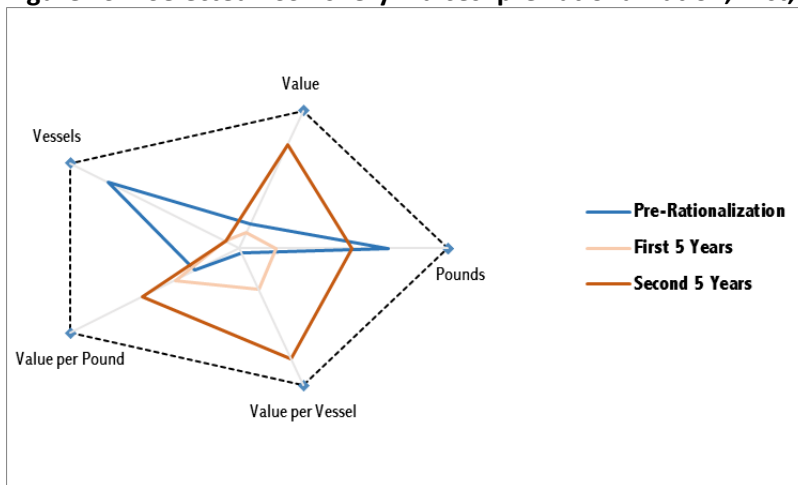 Value
Vessels
Pounds
Value per Pound
Value per Vessel
Pre-Rationalization
First 5 Years
Second 5 Years